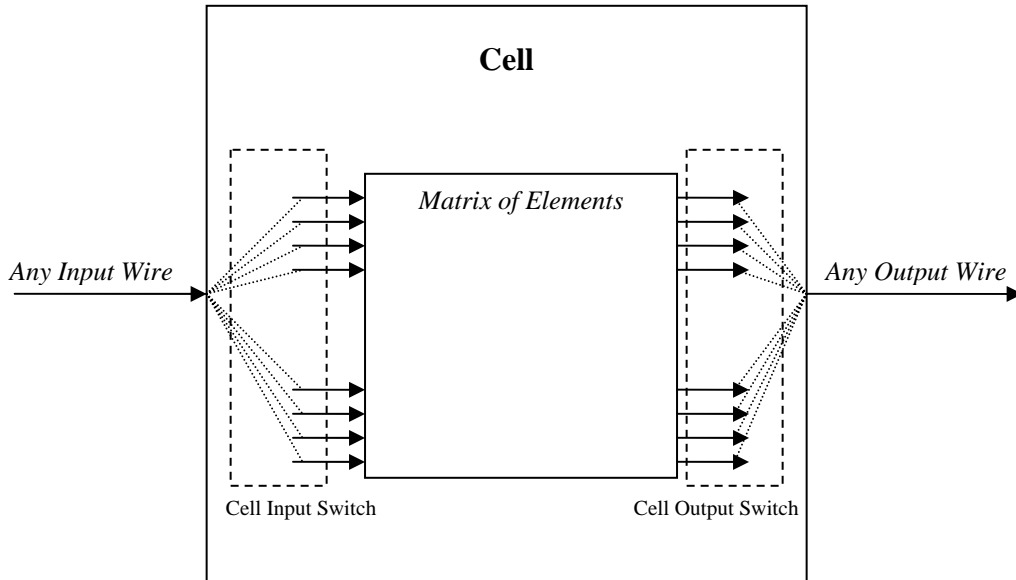 Cell
Matrix of Elements
Any Input Wire
Any Output Wire
Cell Input Switch
Cell Output Switch